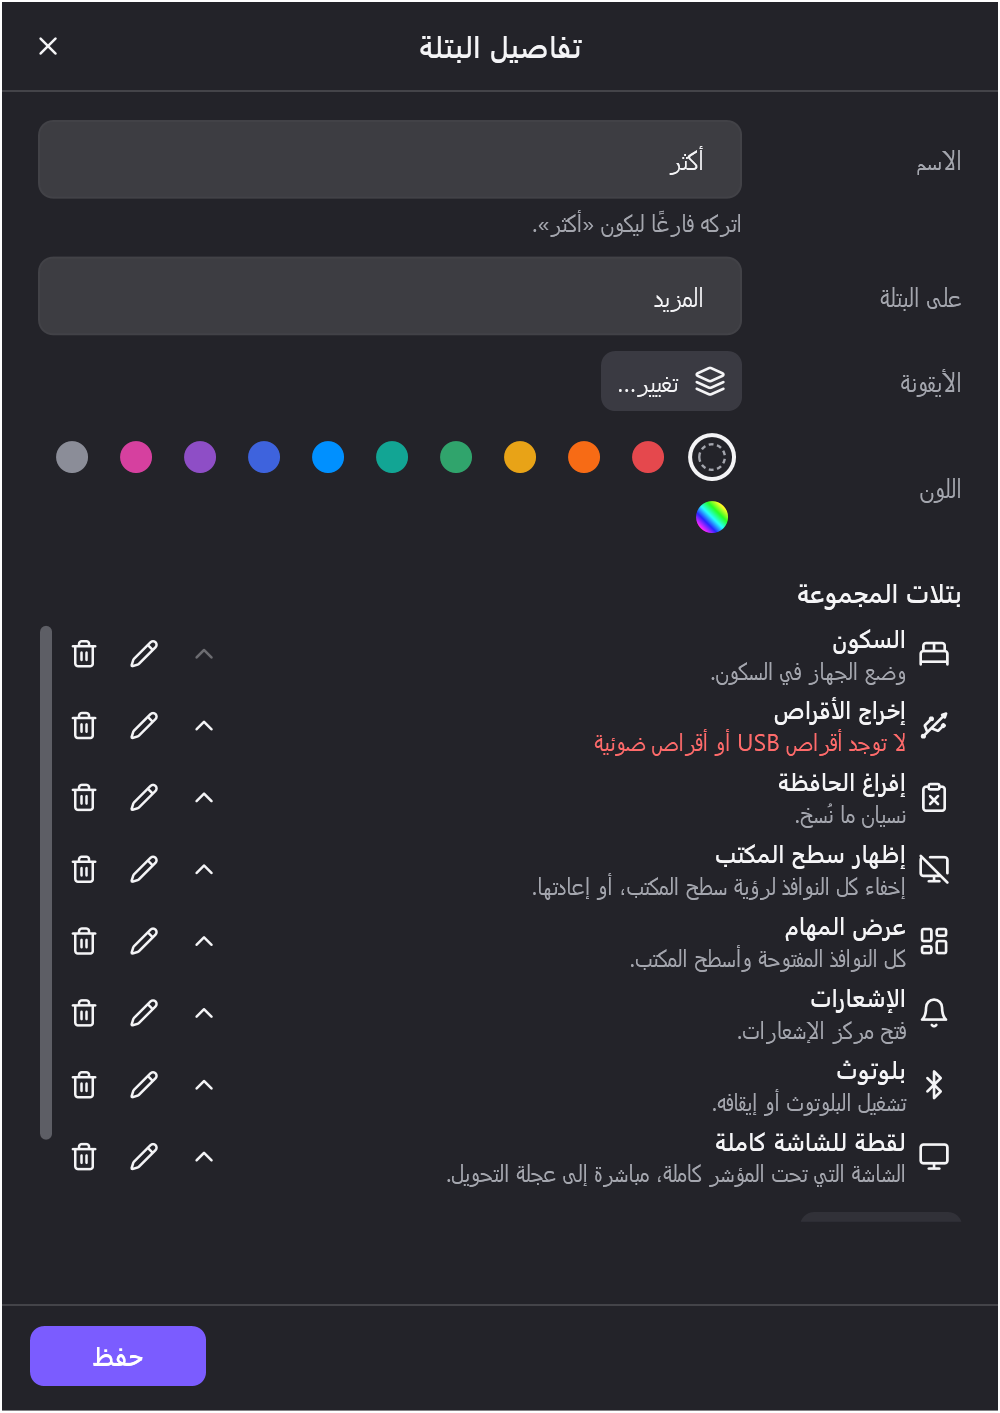 تفاصيل البتلة
الاسم
أكثر
اتركه فارغًا ليكون «أكثر».
على البتلة
المزيد
الأيقونة
تغيير...
اللون
بتلات المجموعة
السكون
وضع الجهاز في السكون.
إخراج الأقراص
لا توجد أقراص USB أو أقراص ضوئية
إفراغ الحافظة
نسيان ما نُسخ.
إظهار سطح المكتب
إخفاء كل النوافذ لرؤية سطح المكتب، أو إعادتها.
عرض المهام
كل النوافذ المفتوحة وأسطح المكتب.
الإشعارات
فتح مركز الإشعارات.
بلوتوث
تشغيل البلوتوث أو إيقافه.
لقطة للشاشة كاملة
الشاشة التي تحت المؤشر كاملة، مباشرة إلى عجلة التحويل.
حفظ